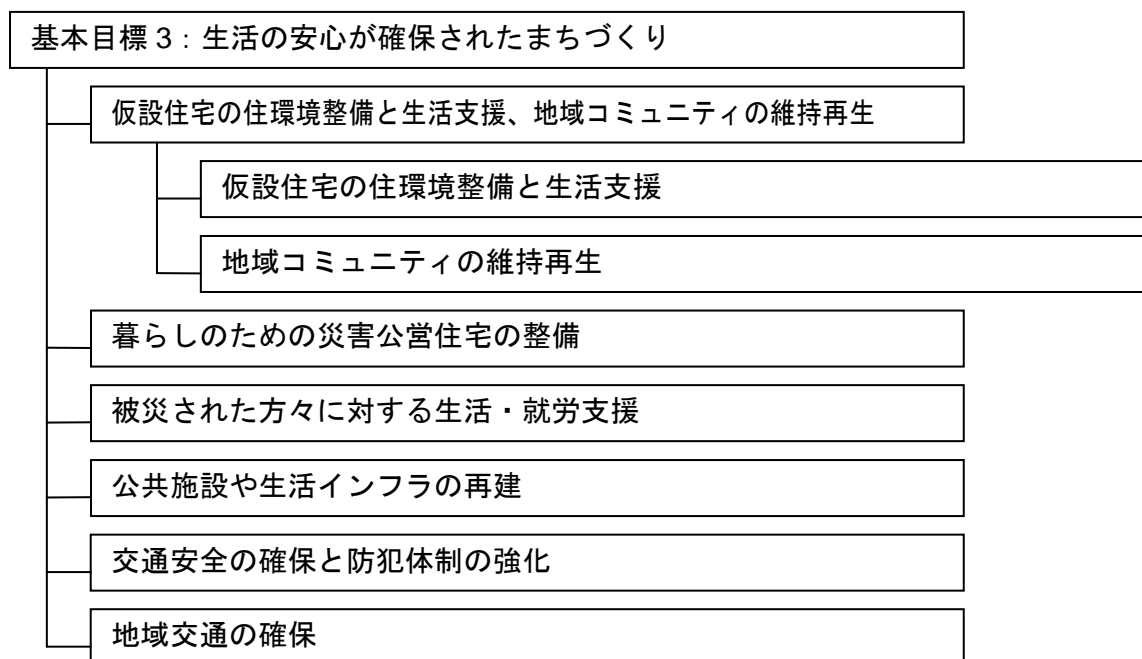 基本目標3：生活の安心が確保されたまちづくり
仮設住宅の住環境整備と生活支援、地域コミュニティの維持再生
仮設住宅の住環境整備と生活支援
地域コミュニティの維持再生
暮らしのための災害公営住宅の整備
被災された方々に対する生活・就労支援
公共施設や生活インフラの再建
交通安全の確保と防犯体制の強化
地域交通の確保